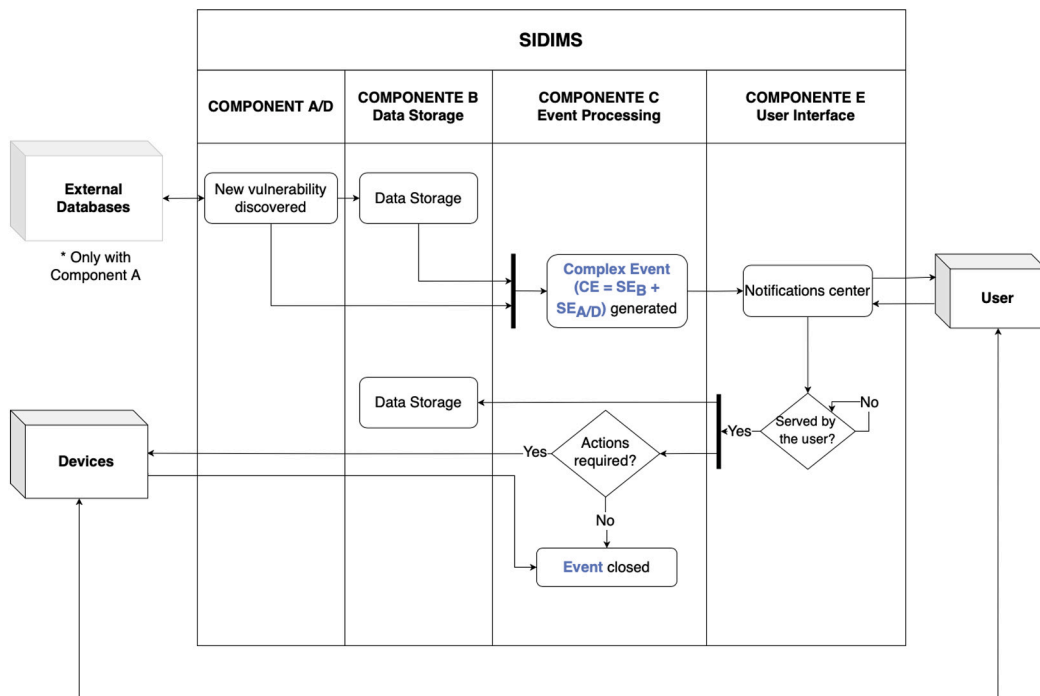 SIDIMS
COMPONENT A/D
COMPONENTE B
Data Storage
COMPONENTE C
Event Processing
COMPONENTE E
User Interface
External
Databases
* Only with
Component A
New vulnerability
discovered
Data Storage
Complex Event
(CE = SEB +
SEA/D) generated
Notifications center
User
Data Storage
Served by
the user?
No
Yes
Actions
required?
Yes
No
Devices
Event closed